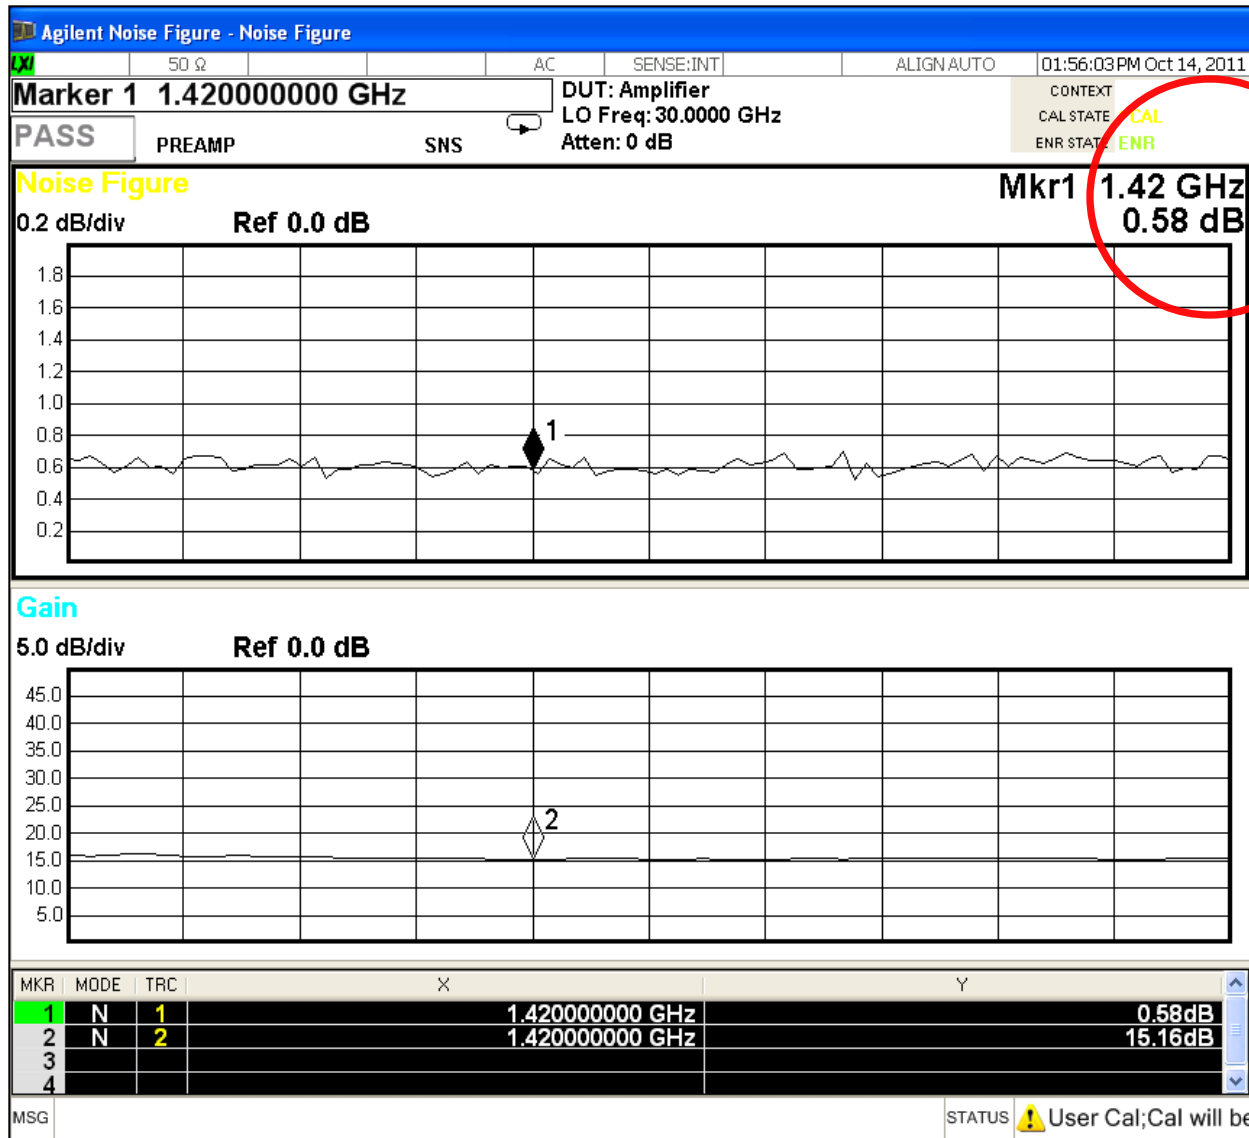 Agilent Noise Figure - Noise Figure
LXI 50 Ω AC SENSE:INT ALIGN AUTO 01:56:03 PM Oct 14, 2011
Marker 1 1.420000000 GHz
DUT: Amplifier
LO Freq: 30.0000 GHz
Atten: 0 dB
PASS PREAMP SNS
CONTEXT
CAL STATE CAL
ENR STATE ENR
Noise Figure
Mkr1 1.42 GHz
0.58 dB
0.2 dB/div Ref 0.0 dB
1.8
1.6
1.4
1.2
1.0
0.8
0.6
0.4
0.2
1
Gain
5.0 dB/div Ref 0.0 dB
45.0
40.0
35.0
30.0
25.0
20.0
15.0
10.0
5.0
2
MKR MODE TRC X Y
1 N 1 1.420000000 GHz 0.58dB
2 N 2 1.420000000 GHz 15.16dB
3
4
MSG STATUS User Cal;Cal will be